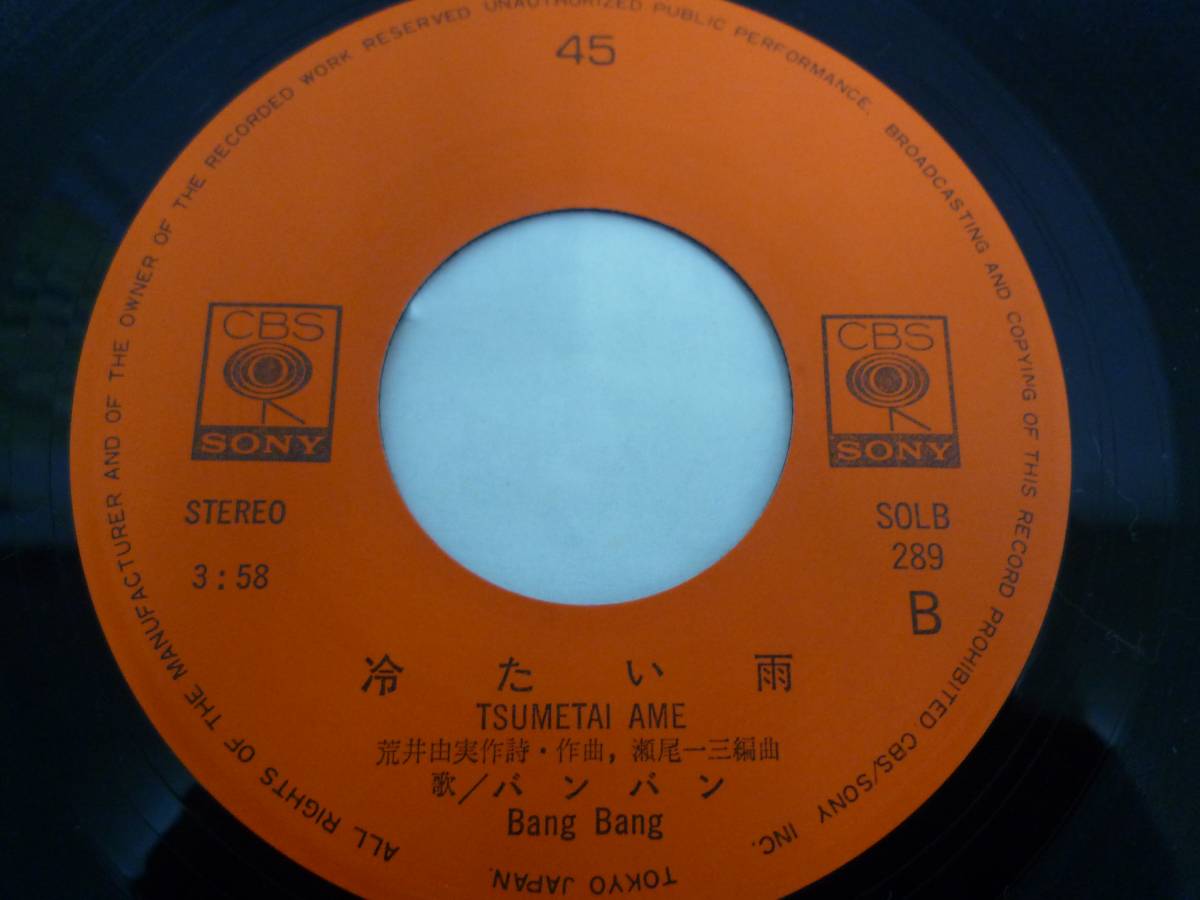 45
CBS
SONY
CBS
SONY
STEREO
3:58
SOLB
289
B
冷たい雨
TSUMETAI AME
荒井由実作詩・作曲, 瀬尾一三編曲
歌/バンバン
Bang Bang
ALL RIGHTS OF THE MANUFACTURER AND OF THE OWNER OF THE RECORDED WORK RESERVED UNAUTHORIZED PUBLIC PERFORMANCE. BROADCASTING AND COPYING OF THIS RECORD PROHIBITED CBS/SONY INC.
TOKYO JAPAN.